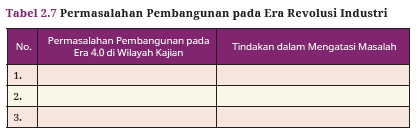 Tabel 2.7 Permasalahan Pembangunan pada Era Revolusi Industri
No.
Permasalahan Pembangunan pada
Era 4.0 di Wilayah Kajian
Tindakan dalam Mengatasi Masalah
1.
2.
3.